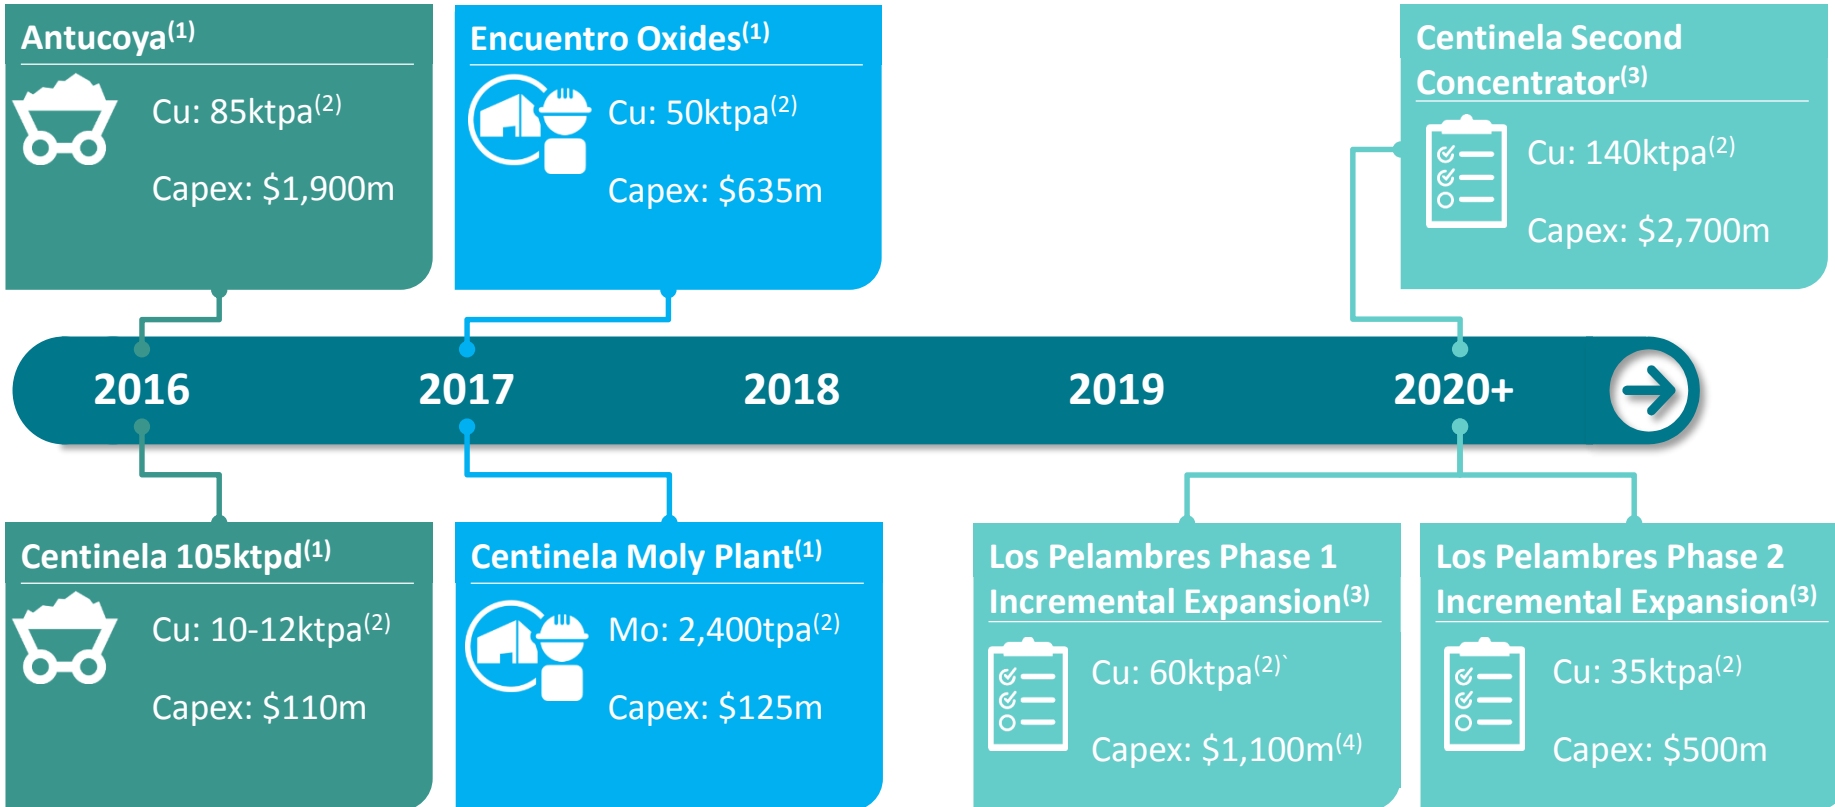 Antucoya(1)
Cu: 85ktpa(2)
Capex: $1,900m
Encuentro Oxides(1)
Cu: 50ktpa(2)
Capex: $635m
Centinela Second
Concentrator(3)
Cu: 140ktpa(2)
Capex: $2,700m
2016
2017
2018
2019
2020+
Centinela 105ktpd(1)
Cu: 10-12ktpa(2)
Capex: $110m
Centinela Moly Plant(1)
Mo: 2,400tpa(2)
Capex: $125m
Los Pelambres Phase 1
Incremental Expansion(3)
Cu: 60ktpa(2)`
Capex: $1,100m(4)
Los Pelambres Phase 2
Incremental Expansion(3)
Cu: 35ktpa(2)
Capex: $500m